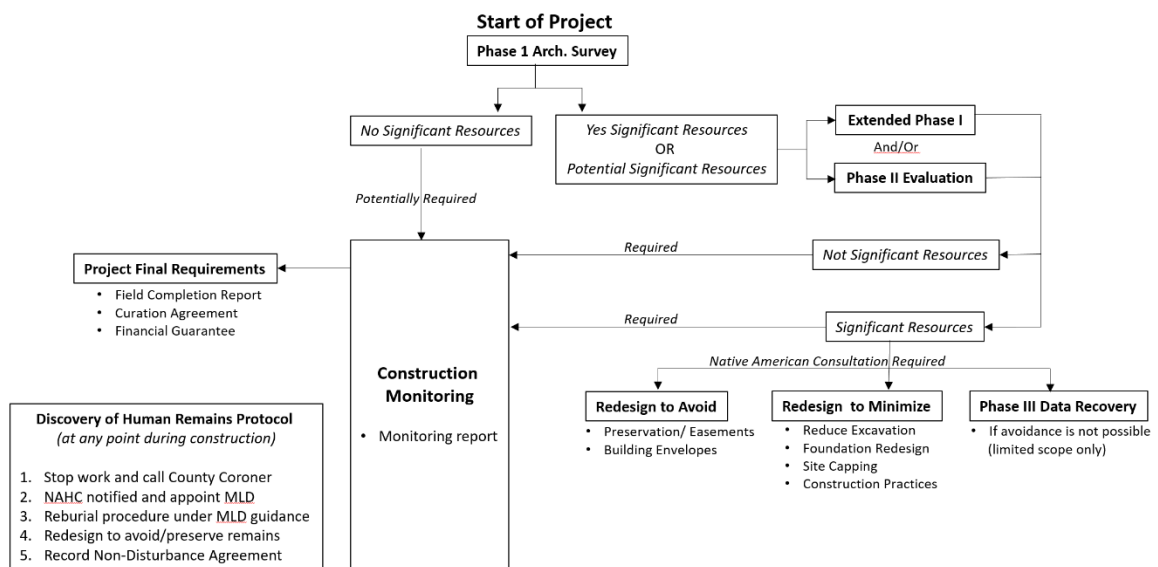 Start of Project
Phase 1 Arch. Survey
No Significant Resources
Yes Significant Resources
OR
Potential Significant Resources
Extended Phase I
And/Or
Phase II Evaluation
Potentially Required
Required
Not Significant Resources
Project Final Requirements
• Field Completion Report
• Curation Agreement
• Financial Guarantee
Required
Significant Resources
Native American Consultation Required
Construction
Monitoring
• Monitoring report
Redesign to Avoid
• Preservation/ Easements
• Building Envelopes
Redesign to Minimize
• Reduce Excavation
• Foundation Redesign
• Site Capping
• Construction Practices
Phase III Data Recovery
• If avoidance is not possible
(limited scope only)
Discovery of Human Remains Protocol
(at any point during construction)
1. Stop work and call County Coroner
2. NAHC notified and appoint MLD
3. Reburial procedure under MLD guidance
4. Redesign to avoid/preserve remains
5. Record Non-Disturbance Agreement